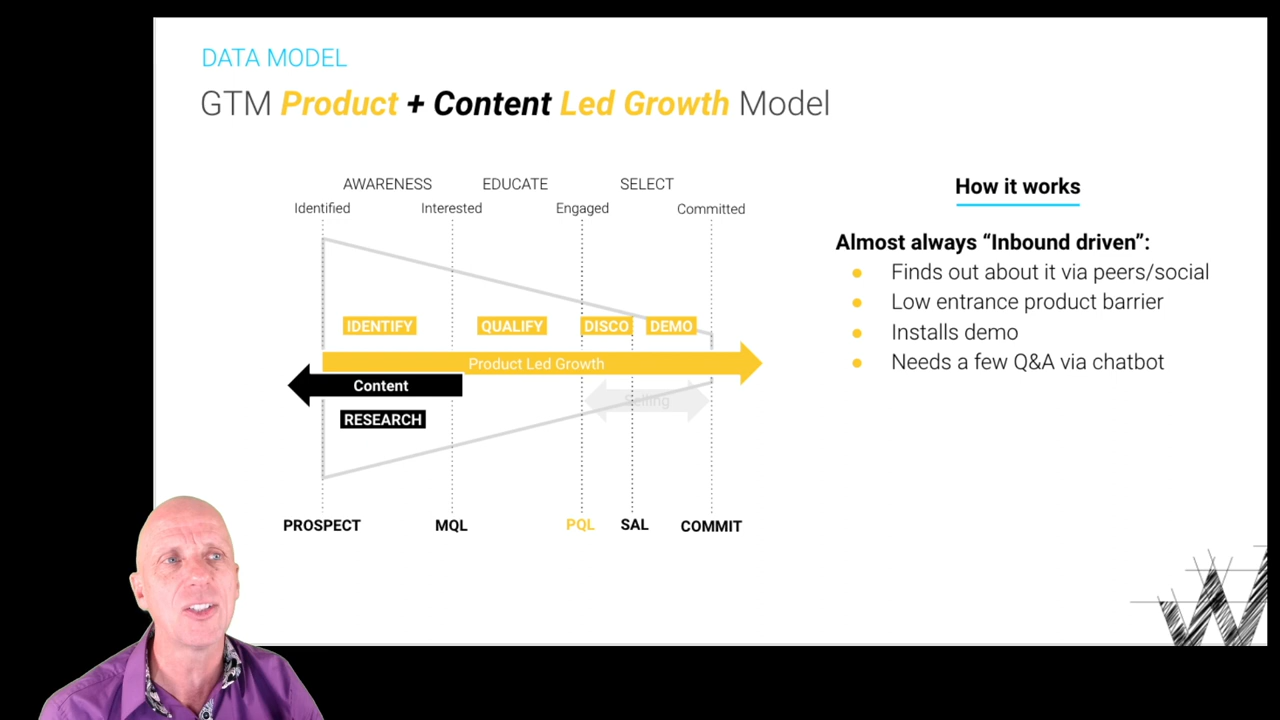 DATA MODEL
GTM Product + Content Led Growth Model
AWARENESS EDUCATE SELECT
Identified Interested Engaged Committed
IDENTIFY QUALIFY DISCO DEMO
Product Led Growth
Content
Selling
RESEARCH
PROSPECT MQL PQL SAL COMMIT
How it works
Almost always “Inbound driven”:
● Finds out about it via peers/social
● Low entrance product barrier
● Installs demo
● Needs a few Q&A via chatbot
W